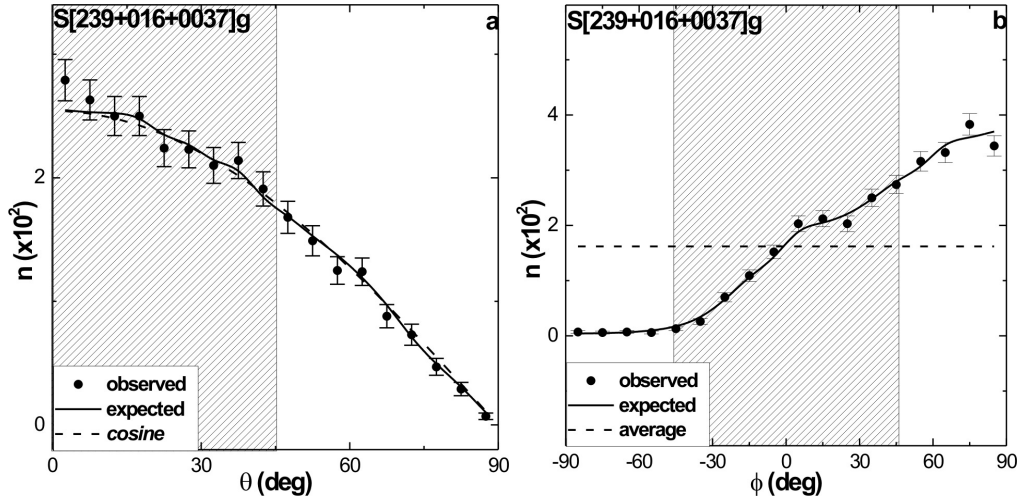 S[239+016+0037]g
a
n (x10²)
2
0
observed
expected
cosine
0
30
60
90
θ (deg)
S[239+016+0037]g
b
n (x10²)
4
2
0
observed
expected
average
-90
-60
-30
0
30
60
90
ϕ (deg)